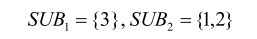 SUB₁ = {3}, SUB₂ = {1,2}